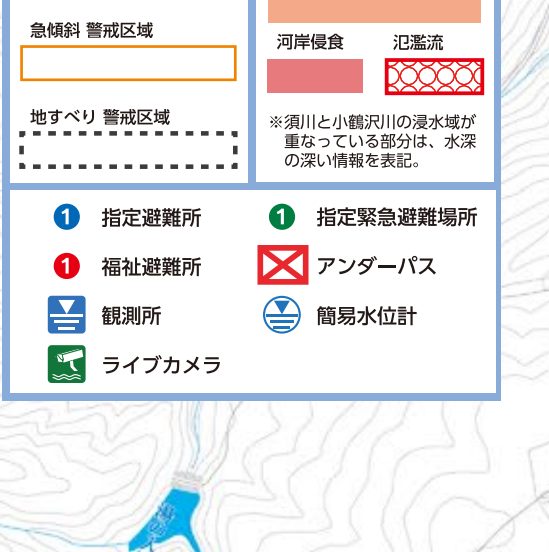 急傾斜 警戒区域
地すべり 警戒区域
河岸侵食
氾濫流
※須川と小鶴沢川の浸水域が
重なっている部分は、水深
の深い情報を表記。
1 指定避難所
1 指定緊急避難場所
1 福祉避難所
アンダーパス
観測所
簡易水位計
ライブカメラ